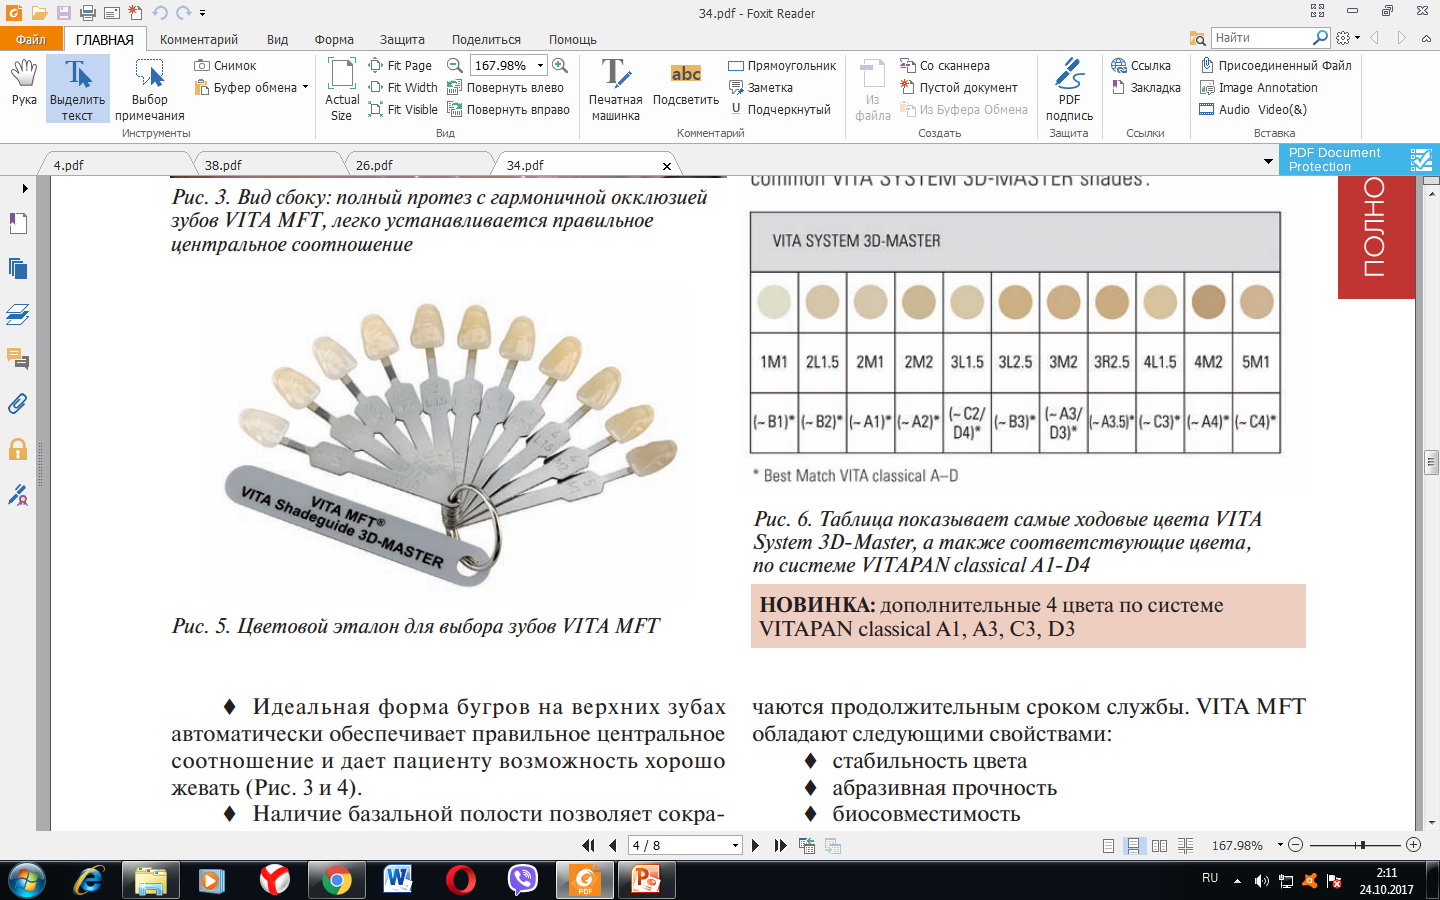 34.pdf - Foxit Reader
Файл
ГЛАВНАЯ
Комментарий
Вид
Форма
Защита
Поделиться
Помощь
Найти
Рука
Выделить текст
Выбор примечания
Снимок
Буфер обмена
Инструменты
Actual Size
Fit Page
Fit Width
Fit Visible
167.98%
Повернуть влево
Повернуть вправо
Вид
Печатная машинка
Подсветить
Прямоугольник
Заметка
Подчеркнутый
Комментарий
Из файла
Со сканера
Пустой документ
Из Буфера Обмена
Создать
PDF подпись
Защита
Ссылка
Закладка
Ссылки
Присоединенный Файл
Image Annotation
Audio Video(&)
Вставка
4.pdf
38.pdf
26.pdf
34.pdf
PDF Document
Protection
Рис. 3. Вид сбоку: полный протез с гармоничной окклюзией
зубов VITA MFT, легко устанавливается правильное
центральное соотношение
VITA MFT®
VITA Shadeguide 3D-MASTER
Рис. 5. Цветовой эталон для выбора зубов VITA MFT
♦ Идеальная форма бугров на верхних зубах
автоматически обеспечивает правильное центральное
соотношение и дает пациенту возможность хорошо
жевать (Рис. 3 и 4).
♦ Наличие базальной полости позволяет сокра-
common VITA SYSTEM 3D-MASTER shades:
VITA SYSTEM 3D-MASTER
1M1 2L1.5 2M1 2M2 3L1.5 3L2.5 3M2 3R2.5 4L1.5 4M2 5M1
(~ B1)* (~ B2)* (~ A1)* (~ A2)* (~ C2/ D4)* (~ B3)* (~ A3/ D3)* (~ A3.5)* (~ C3)* (~ A4)* (~ C4)*
* Best Match VITA classical A–D
Рис. 6. Таблица показывает самые ходовые цвета VITA
System 3D-Master, а также соответствующие цвета,
по системе VITAPAN classical A1-D4
НОВИНКА: дополнительные 4 цвета по системе
VITAPAN classical A1, A3, C3, D3
чаются продолжительным сроком службы. VITA MFT
обладают следующими свойствами:
♦ стабильность цвета
♦ абразивная прочность
♦ биосовместимость
ПОЛНО
4 / 8
167.98%
RU
2:11
24.10.2017